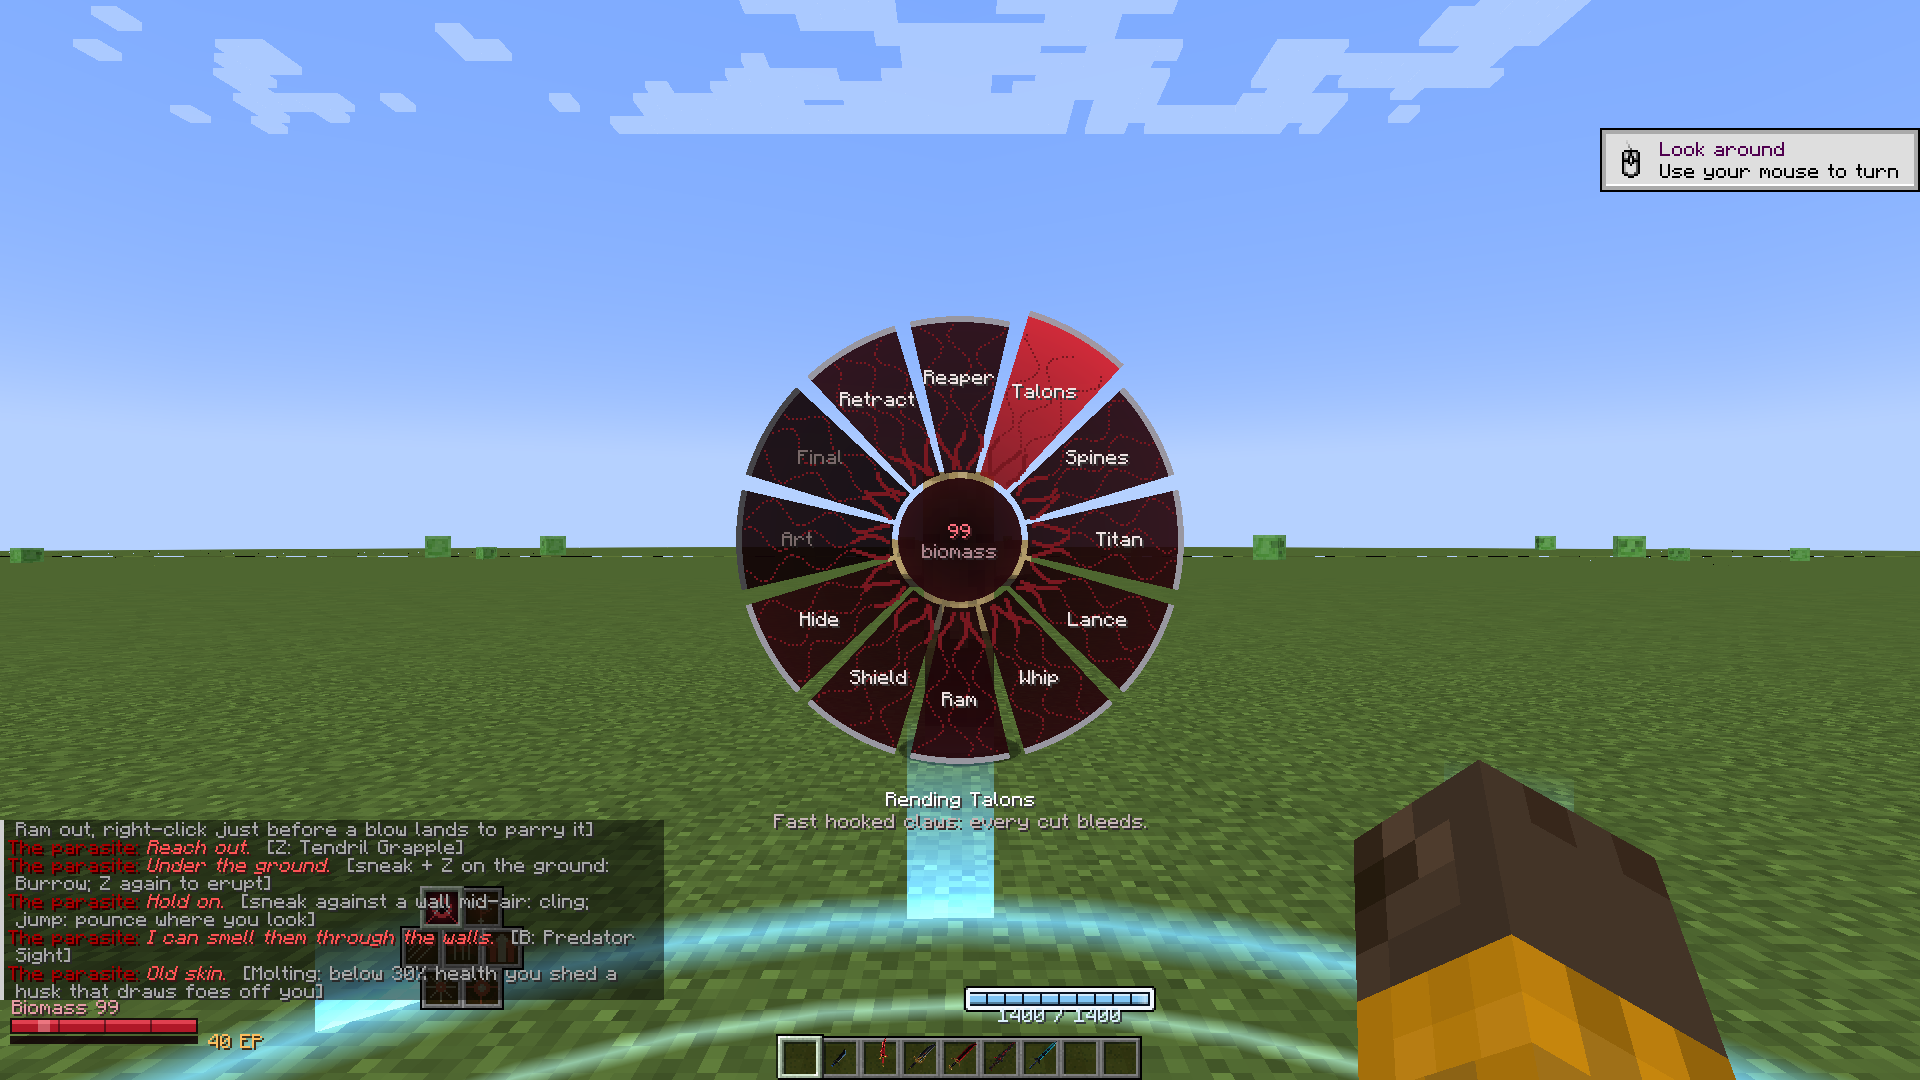 Look around
Use your mouse to turn
Reaper
Talons
Retract
Spines
Final
99
biomass
Art
Titan
Hide
Lance
Shield
Whip
Ram
Rending Talons
Fast hooked claws: every cut bleeds.
Ram out, right-click just before a blow lands to parry it]
The parasite: Reach out. [Z: Tendril Grapple]
The parasite: Under the ground. [sneak + Z on the ground:
Burrow; Z again to erupt]
The parasite: Hold on. [sneak against a wall mid-air: cling;
jump: pounce where you look]
The parasite: I can smell them through the walls. [B: Predator
Sight]
The parasite: Old skin. [Molting: below 30% health you shed a
husk that draws foes off you]
Biomass 99
40 EP
1400 / 1400